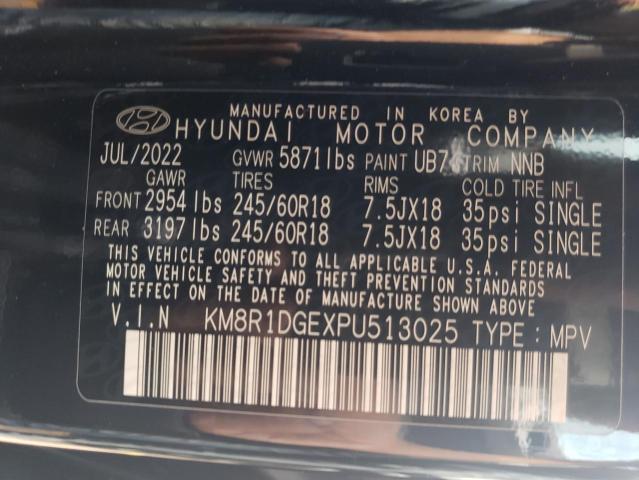 MANUFACTURED IN KOREA BY
HYUNDAI MOTOR COMPANY
JUL/2022 GVWR 5871lbs PAINT UB7 TRIM NNB
GAWR TIRES RIMS COLD TIRE INFL
FRONT 2954lbs 245/60R18 7.5JX18 35psi SINGLE
REAR 3197lbs 245/60R18 7.5JX18 35psi SINGLE
THIS VEHICLE CONFORMS TO ALL APPLICABLE U.S.A. FEDERAL
MOTOR VEHICLE SAFETY AND THEFT PREVENTION STANDARDS
IN EFFECT ON THE DATE OF MANUFACTURE SHOWN ABOVE.
V.I.N KM8R1DGEXPU513025 TYPE : MPV